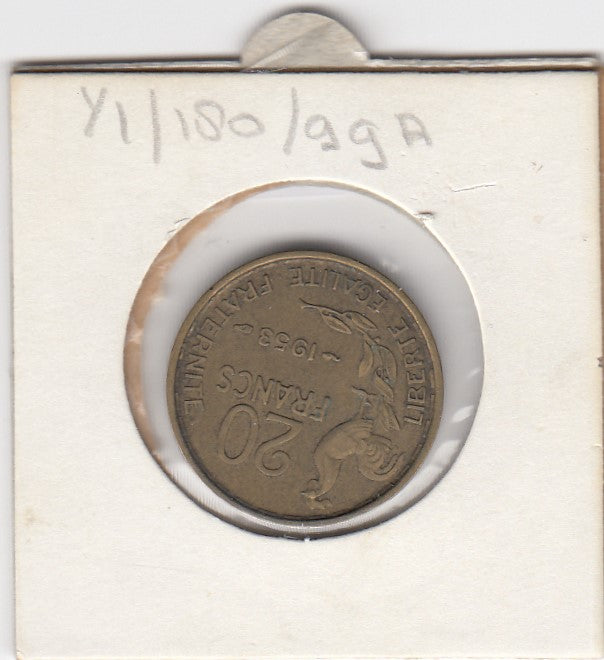 Y1/180/99A
LIBERTE EGALITE FRATERNITE
20
FRANCS
1953